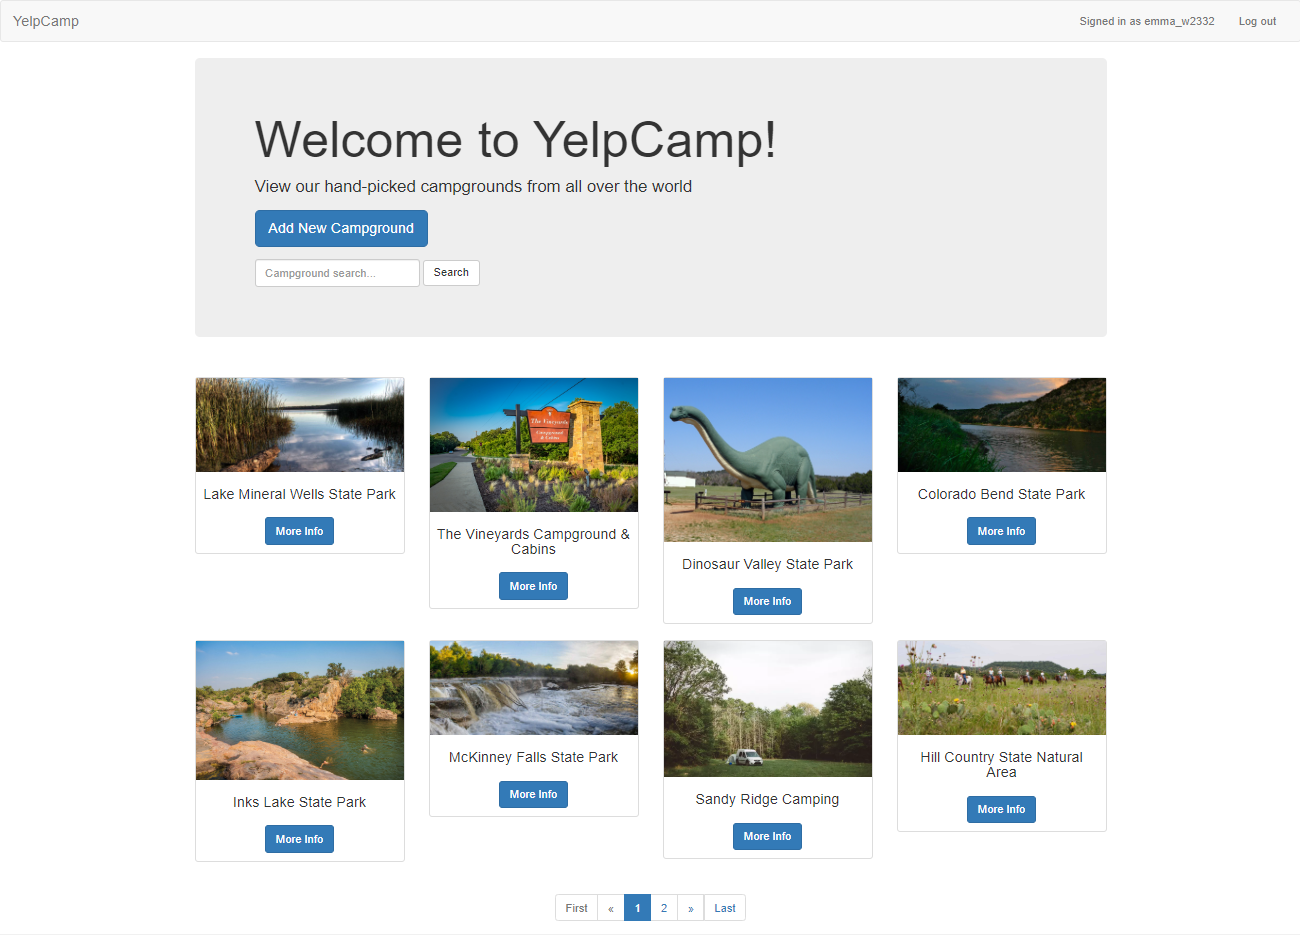 YelpCamp
Signed in as emma_w2332
Log out
Welcome to YelpCamp!
View our hand-picked campgrounds from all over the world
Add New Campground
Campground search...
Search
The Vineyards
Campground
& Cabins
Lake Mineral Wells State Park
More Info
The Vineyards Campground &
Cabins
More Info
Dinosaur Valley State Park
More Info
Colorado Bend State Park
More Info
Inks Lake State Park
More Info
McKinney Falls State Park
More Info
Sandy Ridge Camping
More Info
Hill Country State Natural
Area
More Info
First « 1 2 » Last